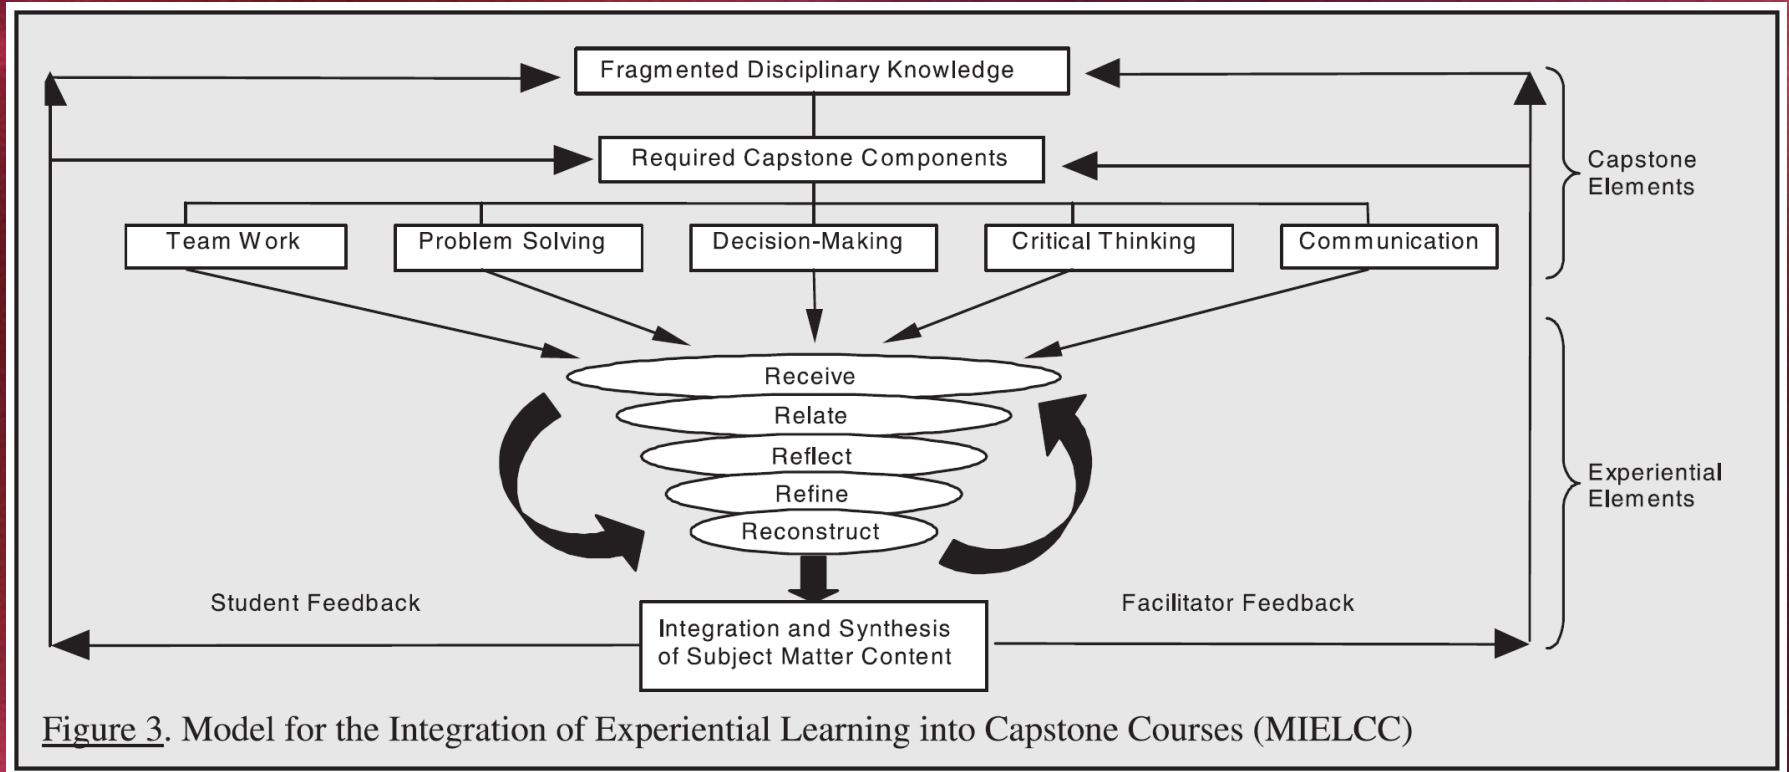 Fragmented Disciplinary Knowledge
Required Capstone Components
Capstone
Elements
Team Work
Problem Solving
Decision-Making
Critical Thinking
Communication
Receive
Relate
Reflect
Refine
Reconstruct
Experiential
Elements
Student Feedback
Facilitator Feedback
Integration and Synthesis
of Subject Matter Content
Figure 3. Model for the Integration of Experiential Learning into Capstone Courses (MIELCC)